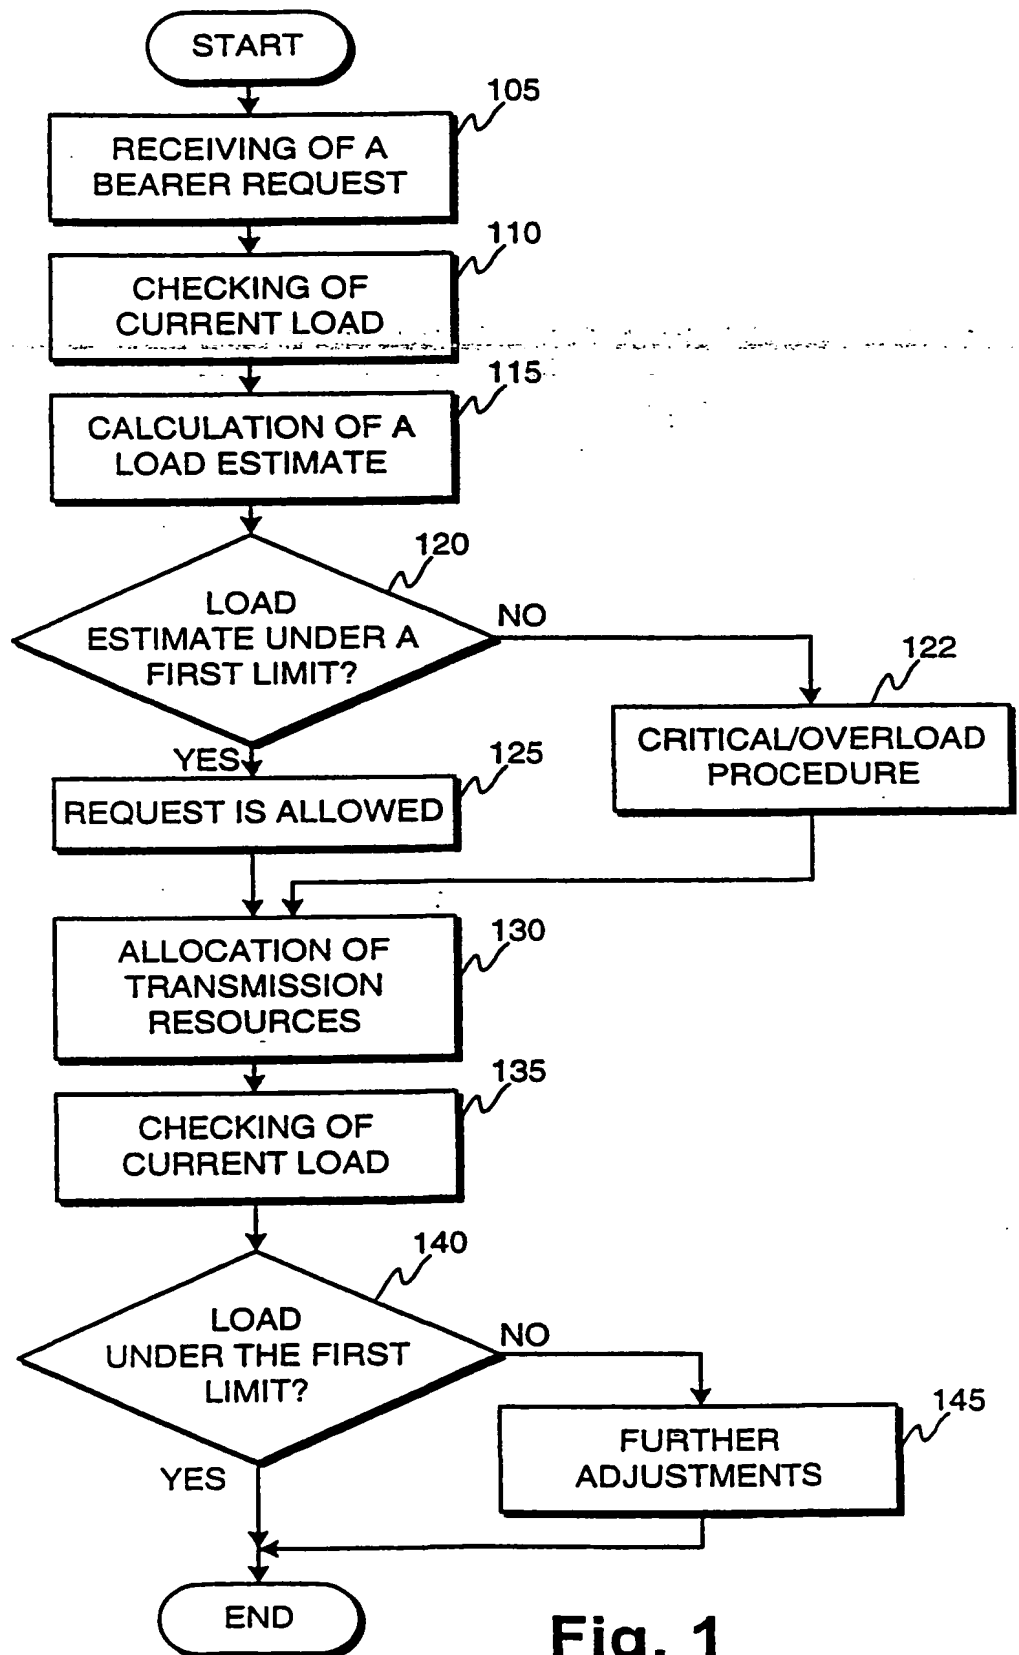 START
105
RECEIVING OF A
BEARER REQUEST
110
CHECKING OF
CURRENT LOAD
115
CALCULATION OF A
LOAD ESTIMATE
120
LOAD
ESTIMATE UNDER A
FIRST LIMIT?
NO
122
CRITICAL/OVERLOAD
PROCEDURE
YES
125
REQUEST IS ALLOWED
130
ALLOCATION OF
TRANSMISSION
RESOURCES
135
CHECKING OF
CURRENT LOAD
140
LOAD
UNDER THE FIRST
LIMIT?
NO
145
FURTHER
ADJUSTMENTS
YES
END
Fig. 1